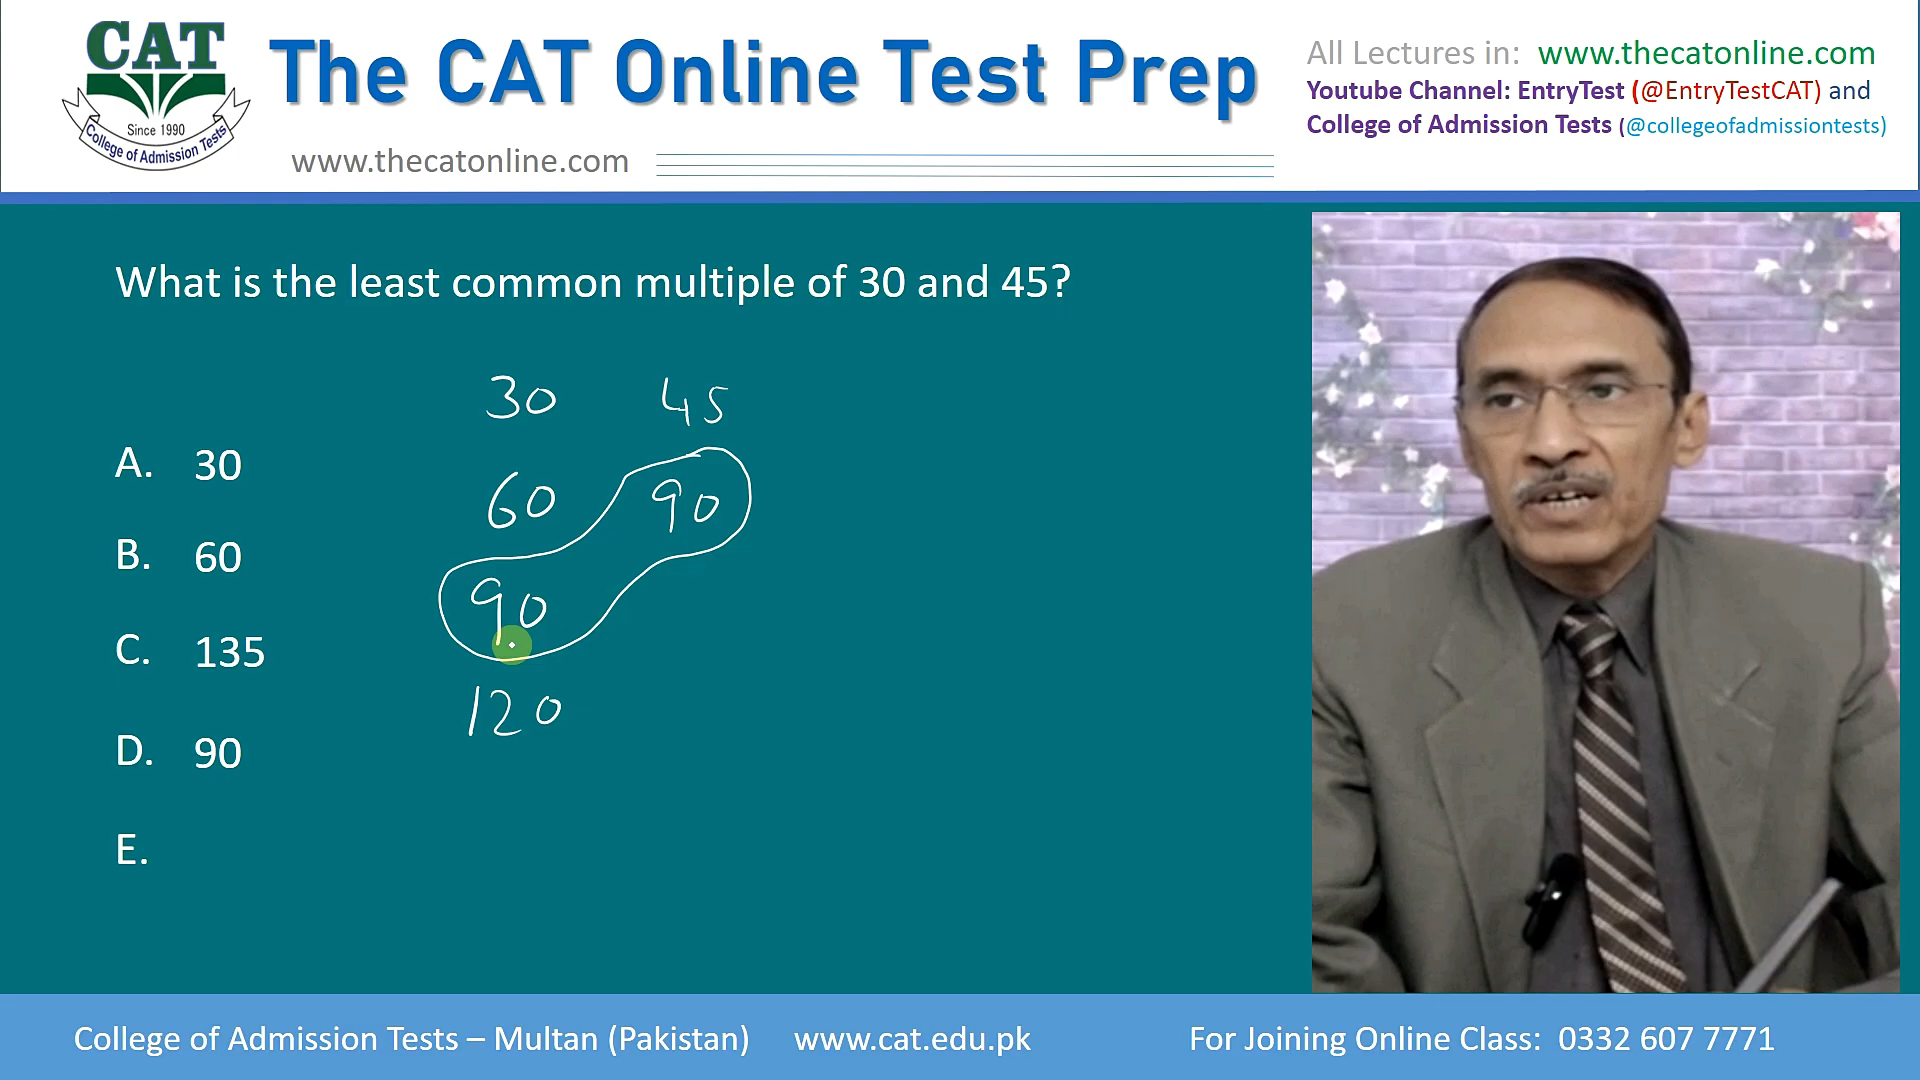 CAT
Since 1990
College of Admission Tests
The CAT Online Test Prep
www.thecatonline.com
All Lectures in: www.thecatonline.com
Youtube Channel: EntryTest (@EntryTestCAT) and
College of Admission Tests (@collegeofadmissiontests)
What is the least common multiple of 30 and 45?
30 45
60 90
90
120
A. 30
B. 60
C. 135
D. 90
E.
College of Admission Tests – Multan (Pakistan) www.cat.edu.pk For Joining Online Class: 0332 607 7771